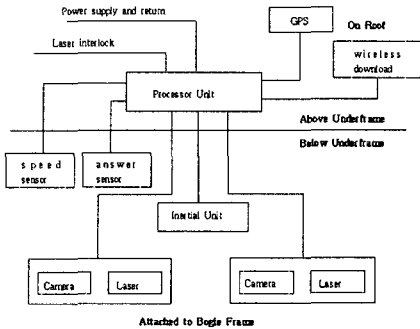 Power supply and return
GPS
On Roof
Laser interlock
wireless
download
Processor Unit
Above Underframe
Below Underframe
speed
sensor
answer
sensor
Inertial Unit
Camera
Laser
Camera
Laser
Attached to Bogie Frame